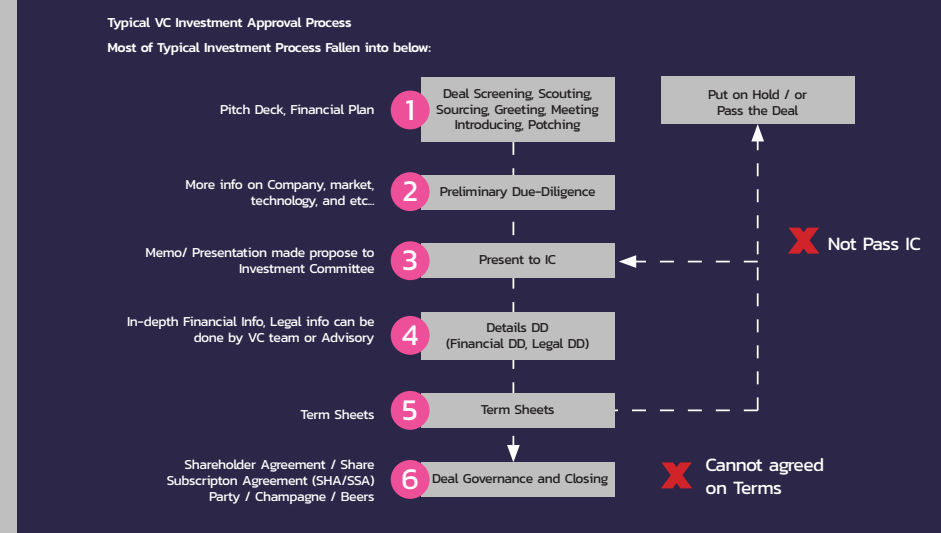 Typical VC Investment Approval Process
Most of Typical Investment Process Fallen into below:
Pitch Deck, Financial Plan
1
Deal Screening, Scouting,
Sourcing, Greeting, Meeting
Introducing, Potching
Put on Hold / or
Pass the Deal
More info on Company, market,
technology, and etc...
2
Preliminary Due-Diligence
Not Pass IC
Memo/ Presentation made propose to
Investment Committee
3
Present to IC
In-depth Financial Info, Legal info can be
done by VC team or Advisory
4
Details DD
(Financial DD, Legal DD)
Term Sheets
5
Term Sheets
Shareholder Agreement / Share
Subscripton Agreement (SHA/SSA)
Party / Champagne / Beers
6
Deal Governance and Closing
Cannot agreed
on Terms